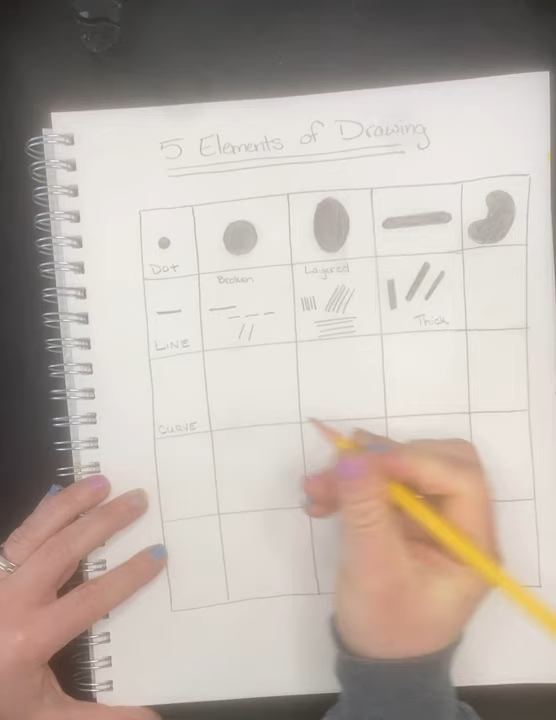 5 Elements of Drawing
DOT
Broken
Layered
Thick
LINE
CURVE